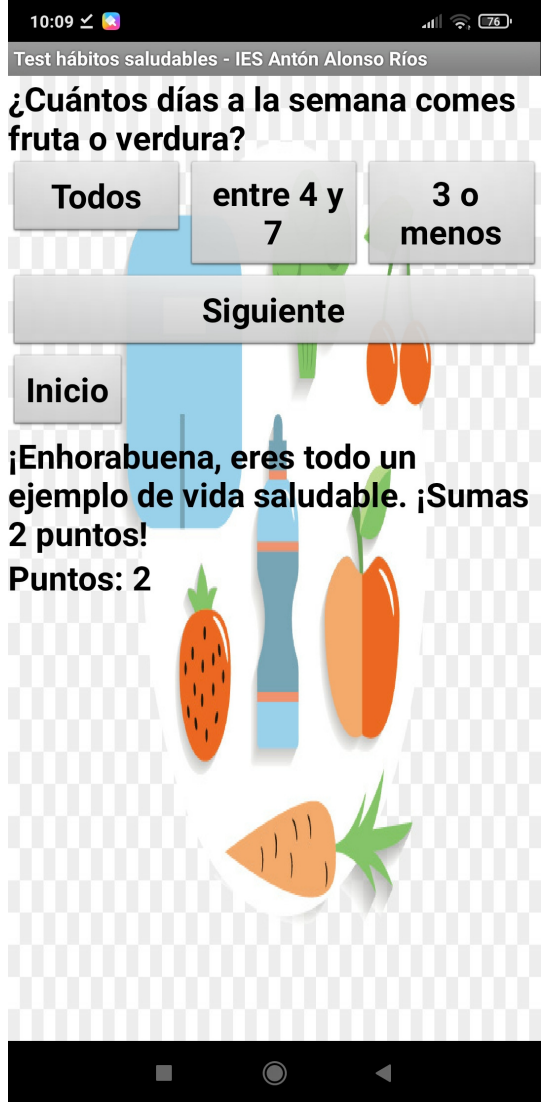 10:09
76
Test hábitos saludables - IES Antón Alonso Ríos
¿Cuántos días a la semana comes
fruta o verdura?
Todos
entre 4 y
7
3 o
menos
Siguiente
Inicio
¡Enhorabuena, eres todo un
ejemplo de vida saludable. ¡Sumas
2 puntos!
Puntos: 2